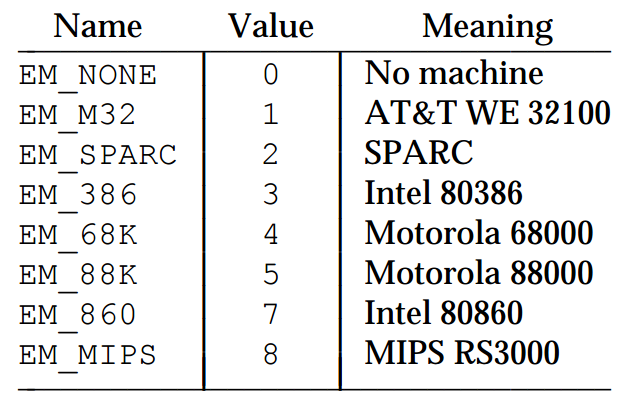 Name Value Meaning
EM_NONE 0 No machine
EM_M32 1 AT&T WE 32100
EM_SPARC 2 SPARC
EM_386 3 Intel 80386
EM_68K 4 Motorola 68000
EM_88K 5 Motorola 88000
EM_860 7 Intel 80860
EM_MIPS 8 MIPS RS3000